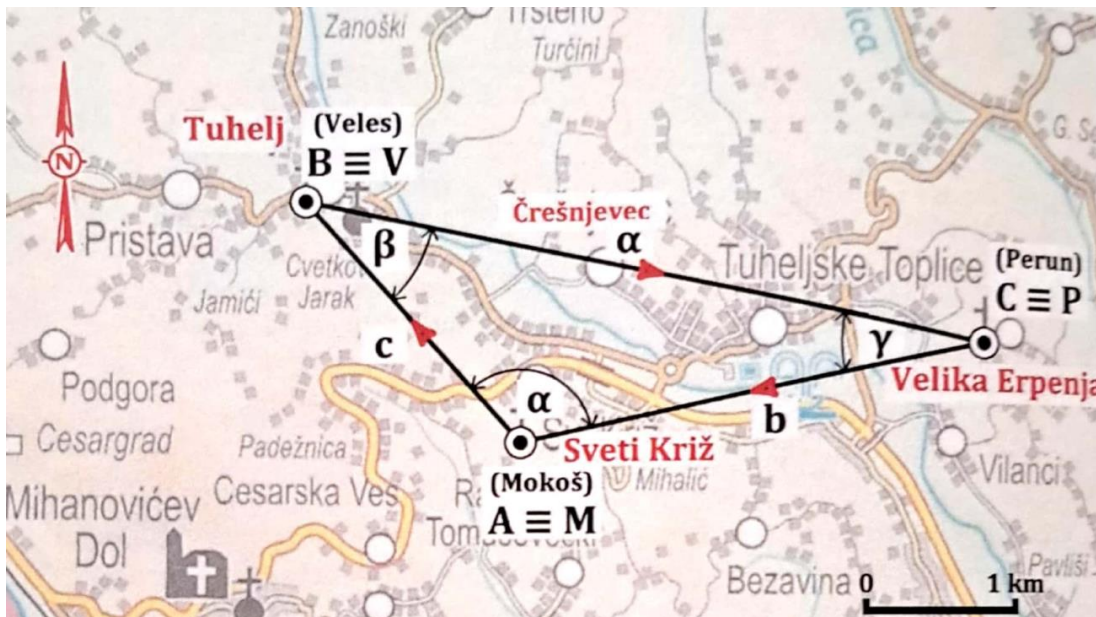 Zanoški
Trsteno
Turčini
Tuhelj
(Veles)
B ≡ V
N
Pristava
Črešnjevec
α
β
Cvetkov
Jarak
Jamići
Tuheljske Toplice
(Perun)
C ≡ P
c
γ
Velika Erpenja
Podgora
Cesargrad
α
b
Padežnica
Sveti Križ
Mihalić
Vilanci
(Mokoš)
A ≡ M
Mihanovićev
Dol
Cesarska Ves
Bezavina
0
1 km